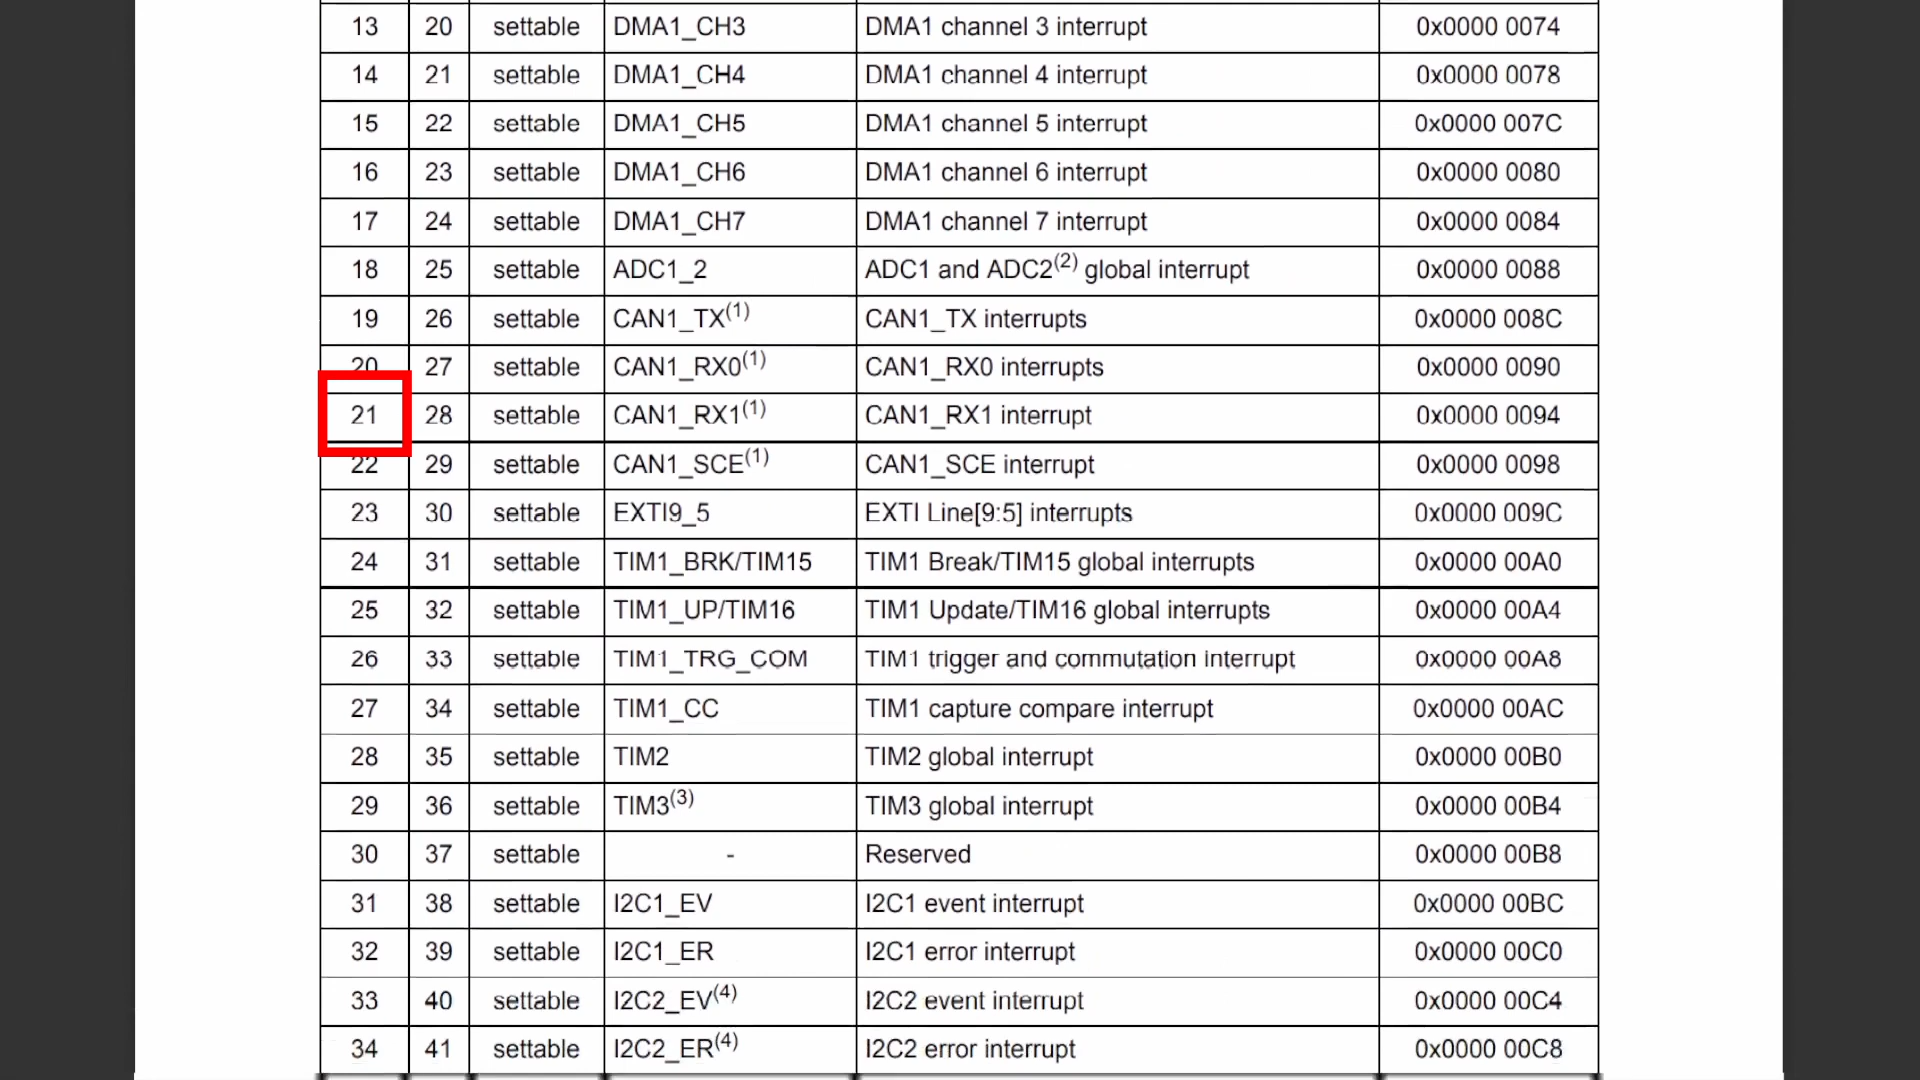 13 20 settable DMA1_CH3 DMA1 channel 3 interrupt 0x0000 0074
14 21 settable DMA1_CH4 DMA1 channel 4 interrupt 0x0000 0078
15 22 settable DMA1_CH5 DMA1 channel 5 interrupt 0x0000 007C
16 23 settable DMA1_CH6 DMA1 channel 6 interrupt 0x0000 0080
17 24 settable DMA1_CH7 DMA1 channel 7 interrupt 0x0000 0084
18 25 settable ADC1_2 ADC1 and ADC2(2) global interrupt 0x0000 0088
19 26 settable CAN1_TX(1) CAN1_TX interrupts 0x0000 008C
20 27 settable CAN1_RX0(1) CAN1_RX0 interrupts 0x0000 0090
21 28 settable CAN1_RX1(1) CAN1_RX1 interrupt 0x0000 0094
22 29 settable CAN1_SCE(1) CAN1_SCE interrupt 0x0000 0098
23 30 settable EXTI9_5 EXTI Line[9:5] interrupts 0x0000 009C
24 31 settable TIM1_BRK/TIM15 TIM1 Break/TIM15 global interrupts 0x0000 00A0
25 32 settable TIM1_UP/TIM16 TIM1 Update/TIM16 global interrupts 0x0000 00A4
26 33 settable TIM1_TRG_COM TIM1 trigger and commutation interrupt 0x0000 00A8
27 34 settable TIM1_CC TIM1 capture compare interrupt 0x0000 00AC
28 35 settable TIM2 TIM2 global interrupt 0x0000 00B0
29 36 settable TIM3(3) TIM3 global interrupt 0x0000 00B4
30 37 settable - Reserved 0x0000 00B8
31 38 settable I2C1_EV I2C1 event interrupt 0x0000 00BC
32 39 settable I2C1_ER I2C1 error interrupt 0x0000 00C0
33 40 settable I2C2_EV(4) I2C2 event interrupt 0x0000 00C4
34 41 settable I2C2_ER(4) I2C2 error interrupt 0x0000 00C8